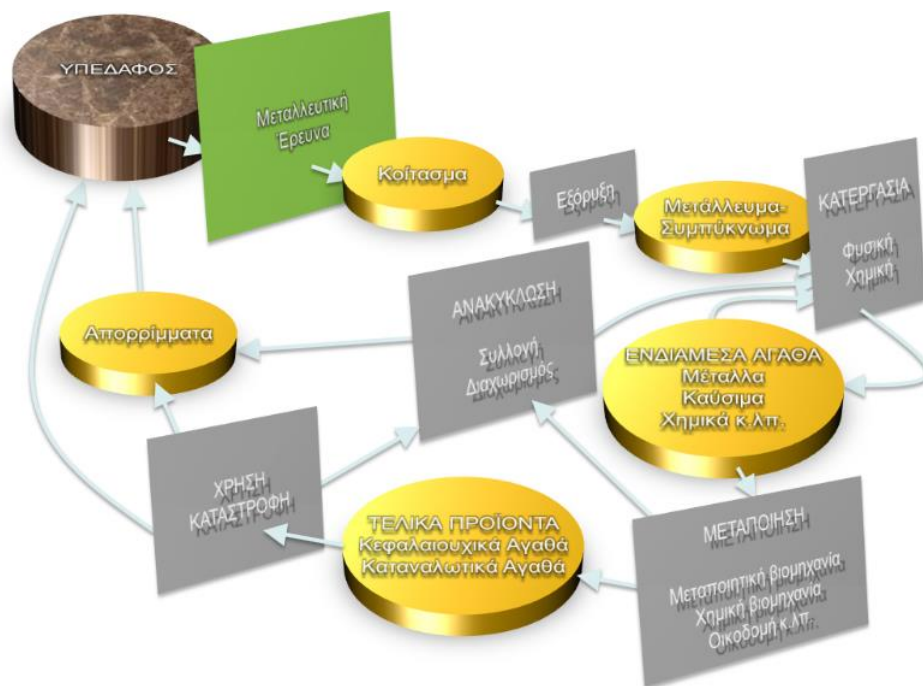 ΥΠΕΔΑΦΟΣ
Μεταλλευτική
Έρευνα
Κοίτασμα
Εξόρυξη
Μετάλλευμα-
Συμπύκνωμα
ΚΑΤΕΡΓΑΣΙΑ
Φυσική
Χημική
ΑΝΑΚΥΚΛΩΣΗ
Συλλογή
Διαχωρισμός
Απορρίμματα
ΕΝΔΙΑΜΕΣΑ ΑΓΑΘΑ
Μέταλλα
Καύσιμα
Χημικά κ.λπ.
ΧΡΗΣΗ
ΚΑΤΑΣΤΡΟΦΗ
ΤΕΛΙΚΑ ΠΡΟΪΟΝΤΑ
Κεφαλαιουχικά Αγαθά
Καταναλωτικά Αγαθά
ΜΕΤΑΠΟΙΗΣΗ
Μεταποιητική βιομηχανία
Χημική βιομηχανία
Οικοδομή κ.λπ.